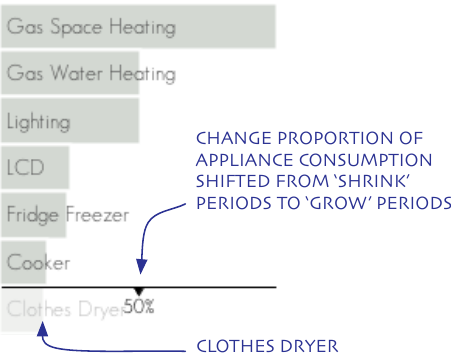 Gas Space Heating
Gas Water Heating
Lighting
LCD
Fridge Freezer
Cooker
Clothes Dryer
50%
CHANGE PROPORTION OF
APPLIANCE CONSUMPTION
SHIFTED FROM ‘SHRINK’
PERIODS TO ‘GROW’ PERIODS
CLOTHES DRYER